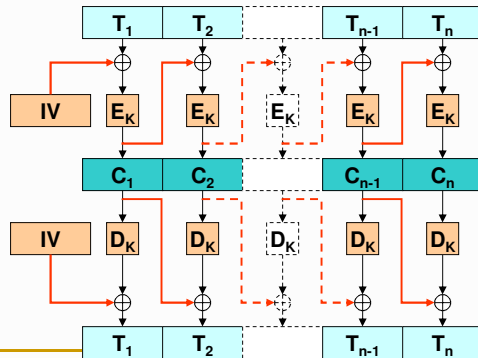 T1 T2 Tn-1 Tn
IV EK EK EK EK EK
C1 C2 Cn-1 Cn
IV DK DK DK DK DK
T1 T2 Tn-1 Tn